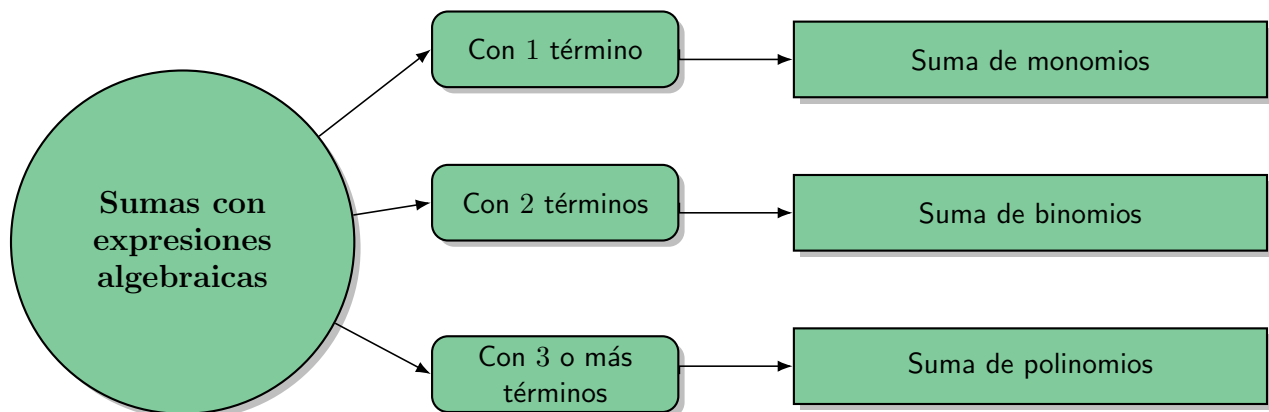 Con 1 término
Suma de monomios
Sumas con
expresiones
algebraicas
Con 2 términos
Suma de binomios
Con 3 o más
términos
Suma de polinomios